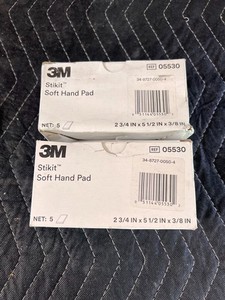 3M
REF 05530
Stikit™
Soft Hand Pad
34-8727-0000-4
NET: 5
2 3/4 IN x 5 1/2 IN x 3/8 IN
3M
REF 05530
Stikit™
Soft Hand Pad
34-8727-0000-4
NET: 5
2 3/4 IN x 5 1/2 IN x 3/8 IN